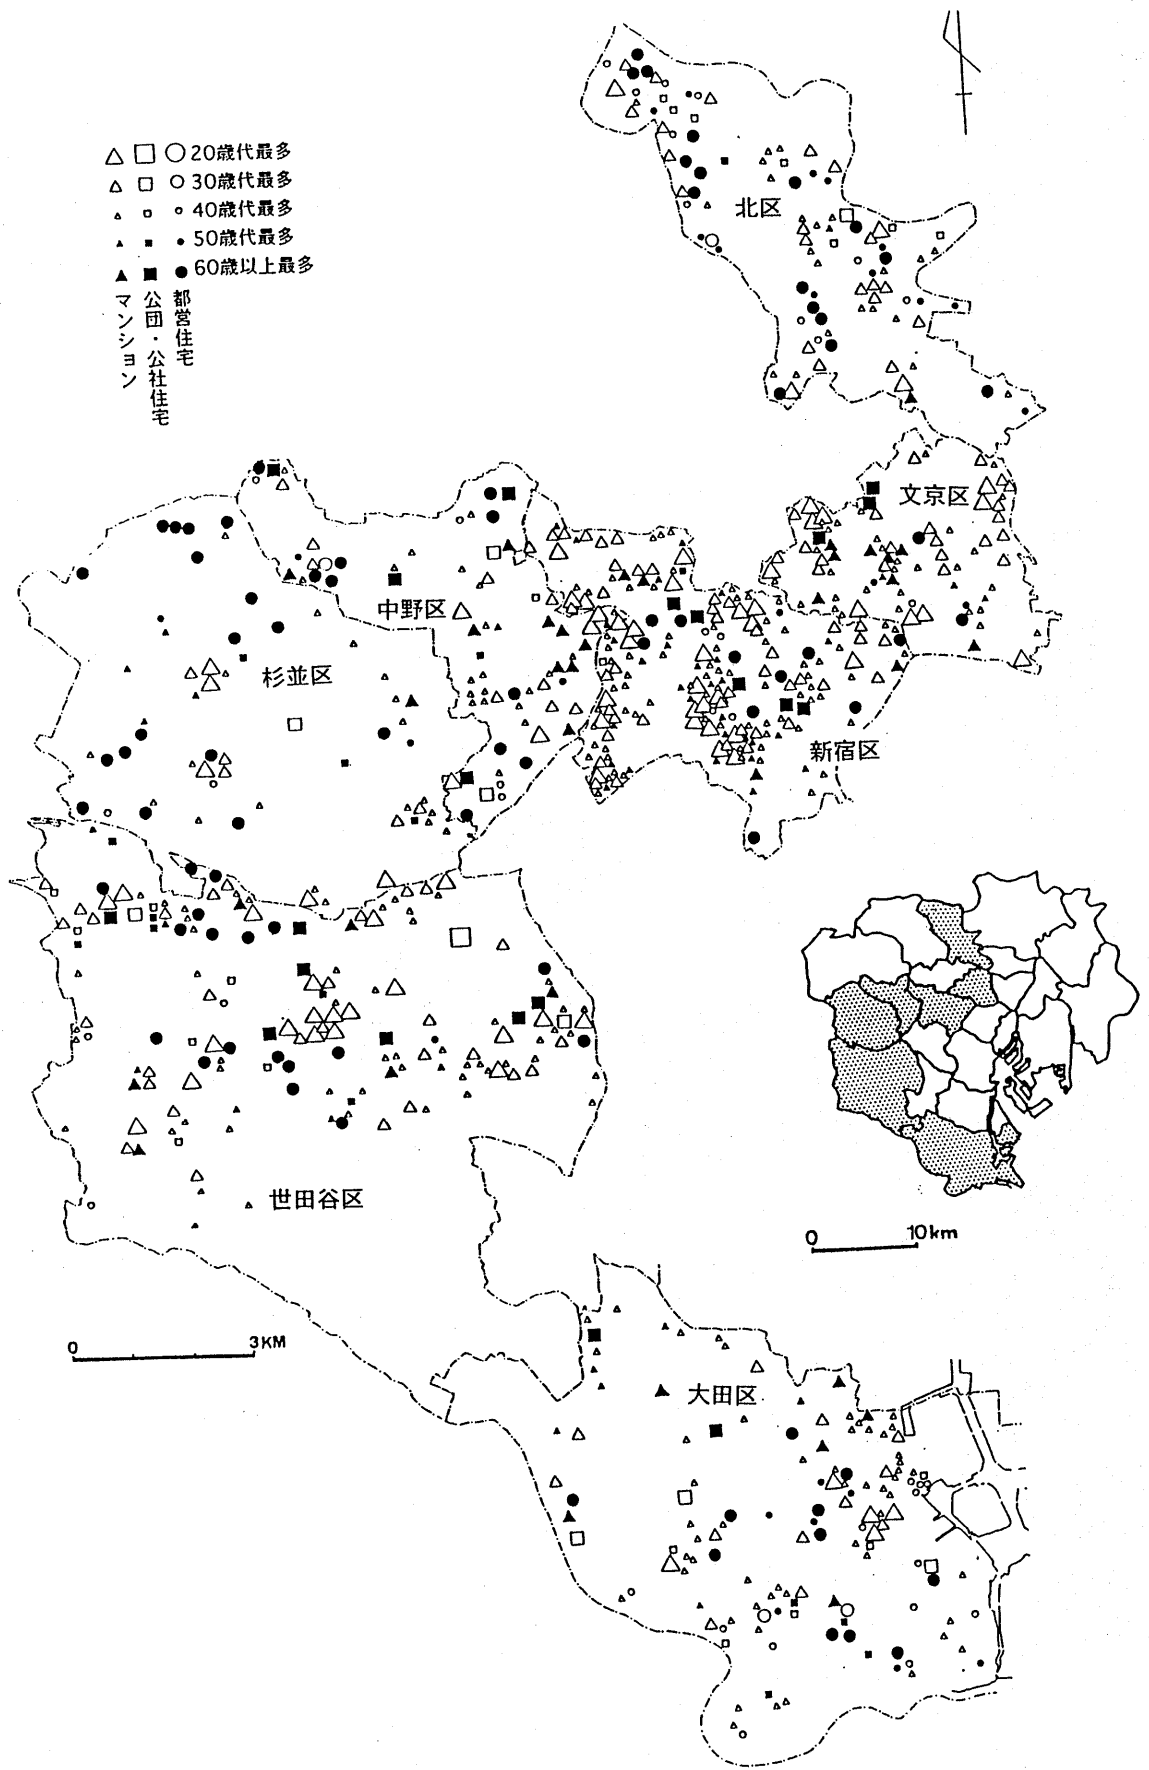 20歳代最多
30歳代最多
40歳代最多
50歳代最多
60歳以上最多
都営住宅
公団・公社住宅
マンション
北区
文京区
中野区
杉並区
新宿区
世田谷区
大田区
0 10km
0 3KM